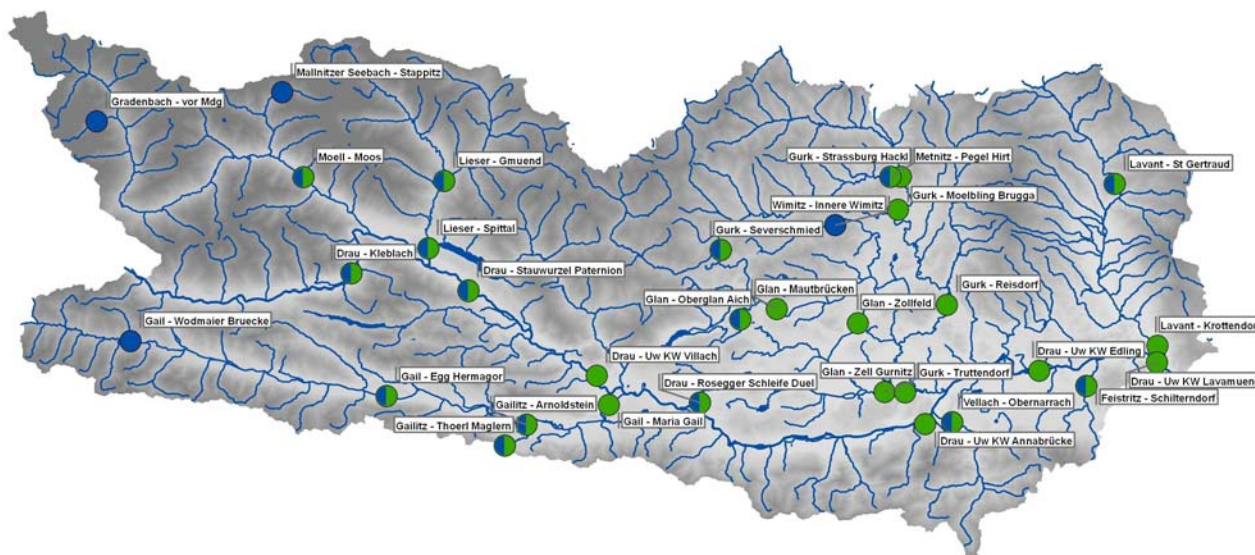 Mallnitzer Seebach - Stappitz
Gradenbach - vor Mdg
Moell - Moos
Lieser - Gmuend
Gurk - Strassburg Hackl
Metnitz - Pegel Hirt
Lavant - St Gertraud
Wimitz - Innere Wimitz
Gurk - Moelbling Brugga
Gurk - Severschmied
Lieser - Spittal
Drau - Kleblach
Drau - Stauwurzel Paternion
Glan - Mautbrücken
Glan - Oberglan Aich
Glan - Zollfeld
Gurk - Reisdorf
Gail - Wodmaier Bruecke
Lavant - Krottendor
Drau - Uw KW Villach
Drau - Uw KW Edling
Gail - Egg Hermagor
Drau - Rosegger Schleife Duel
Glan - Zell Gurnitz
Gurk - Truttendorf
Drau - Uw KW Lavamuen
Gailitz - Arnoldstein
Vellach - Obernarrach
Feistritz - Schilterndorf
Gailitz - Thoerl Maglern
Gail - Maria Gail
Drau - Uw KW Annabrücke